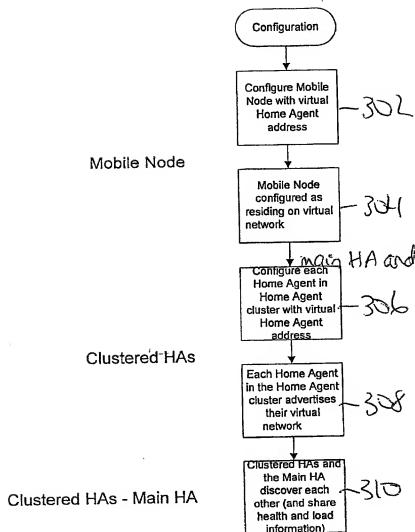 Configuration
Configure Mobile
Node with virtual
Home Agent
address
302
Mobile Node
Mobile Node
configured as
residing on virtual
network
304
main HA and
Configure each
Home Agent in
Home Agent
cluster with virtual
Home Agent
address
306
Clustered HAs
Each Home Agent
in the Home Agent
cluster advertises
their virtual
network
308
Clustered HAs - Main HA
Clustered HAs and
the Main HA
discover each
other (and share
health and load
information)
310